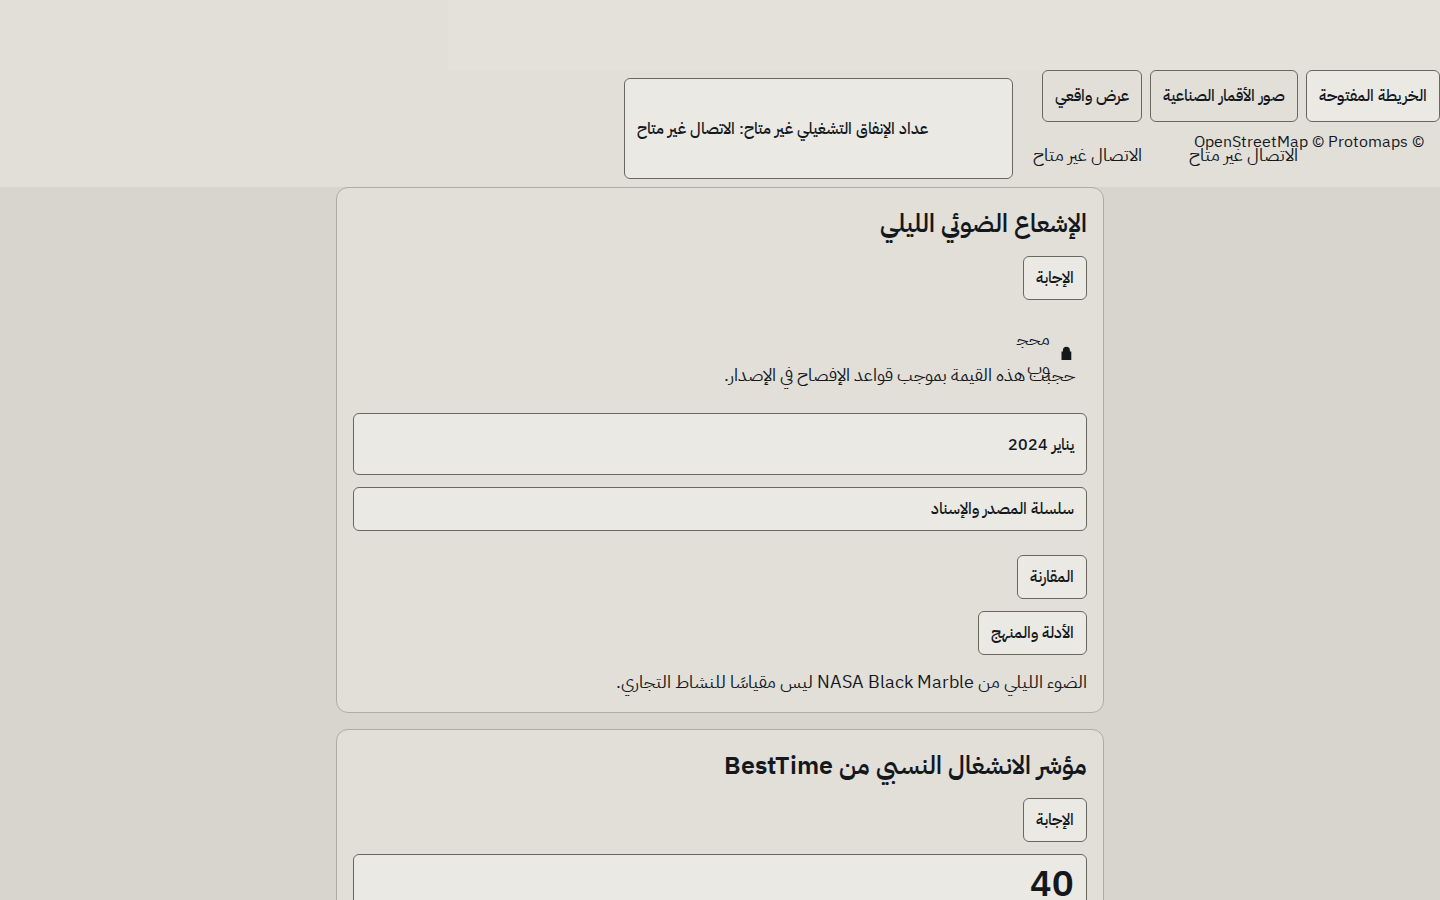 الخريطة المفتوحة
صور الأقمار الصناعية
عرض واقعي
عداد الإنفاق التشغيلي غير متاح: الاتصال غير متاح
OpenStreetMap © Protomaps ©
الاتصال غير متاح
الاتصال غير متاح
الإشعاع الضوئي الليلي
الإجابة
محجوب
حجبت هذه القيمة بموجب قواعد الإفصاح في الإصدار.
يناير 2024
سلسلة المصدر والإسناد
المقارنة
الأدلة والمنهج
الضوء الليلي من NASA Black Marble ليس مقياسًا للنشاط التجاري.
مؤشر الانشغال النسبي من BestTime
الإجابة
40